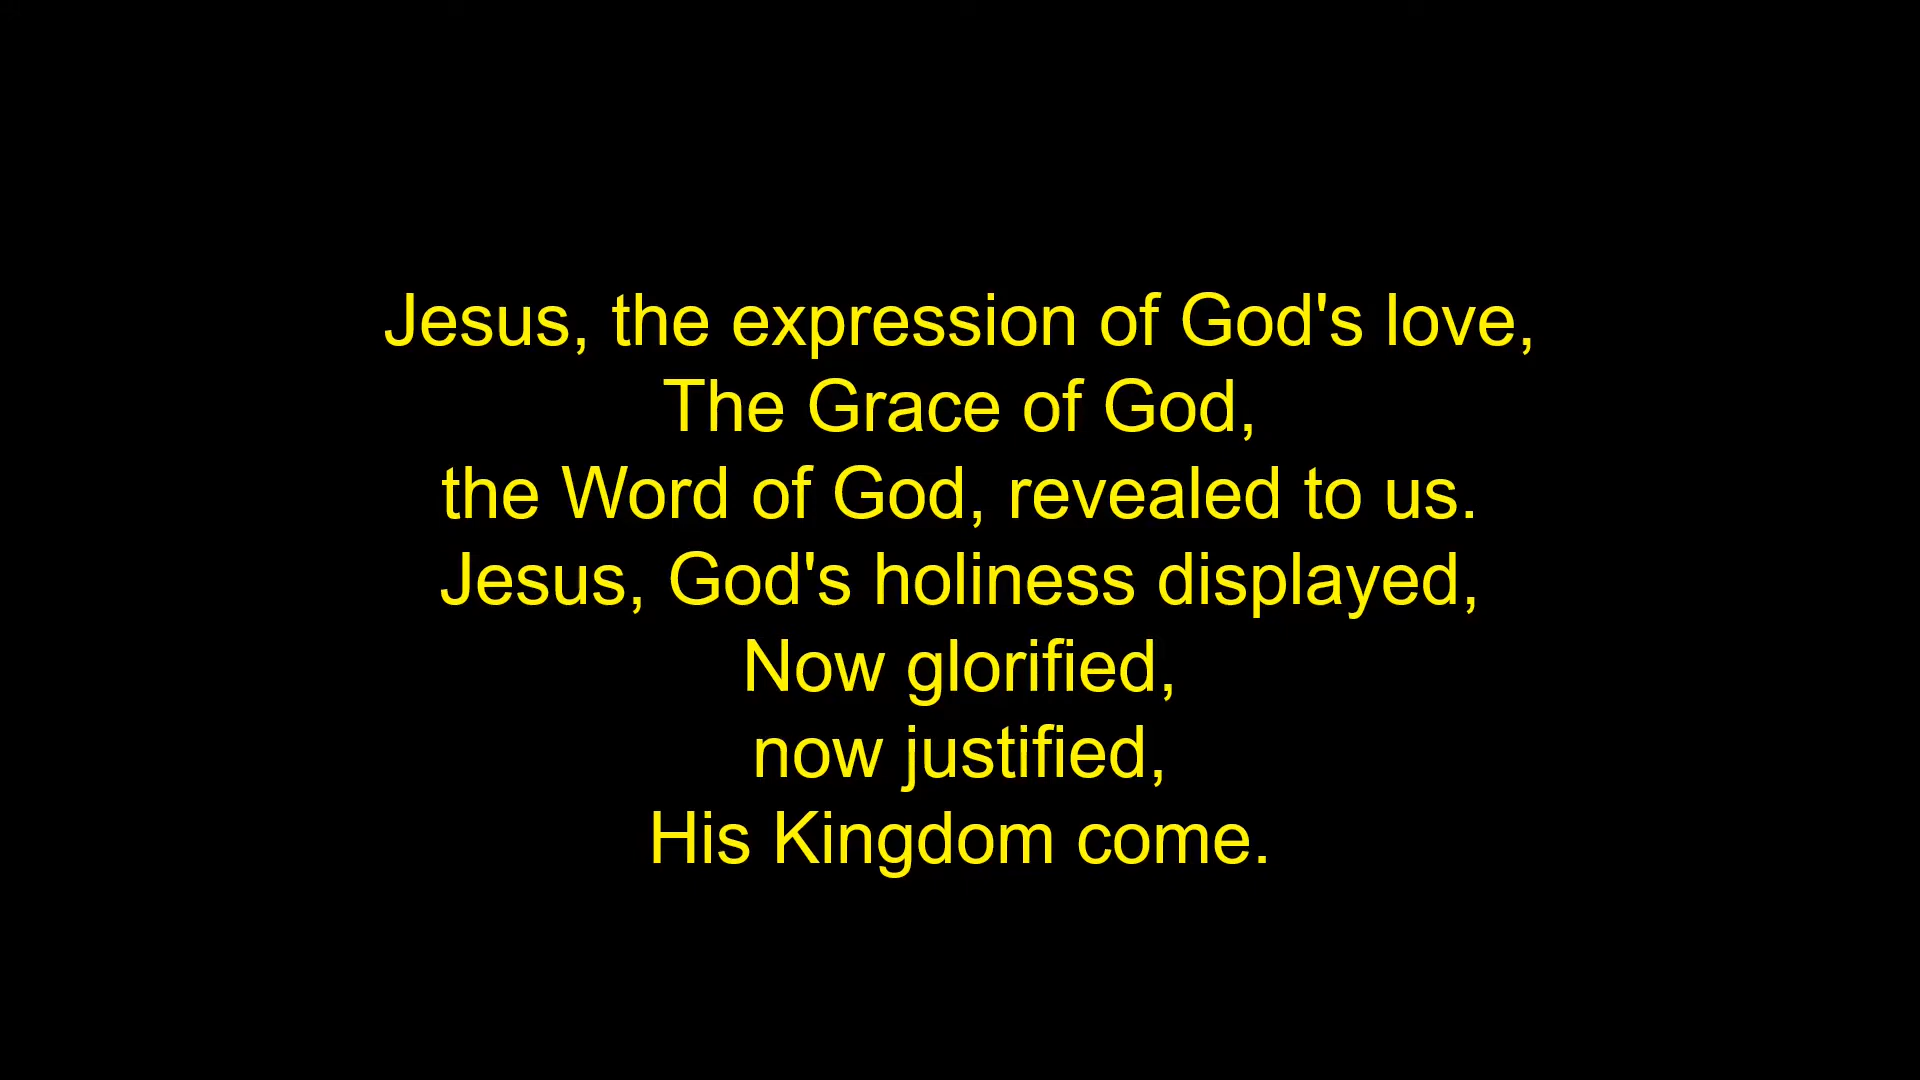 Jesus, the expression of God's love,
The Grace of God,
the Word of God, revealed to us.
Jesus, God's holiness displayed,
Now glorified,
now justified,
His Kingdom come.